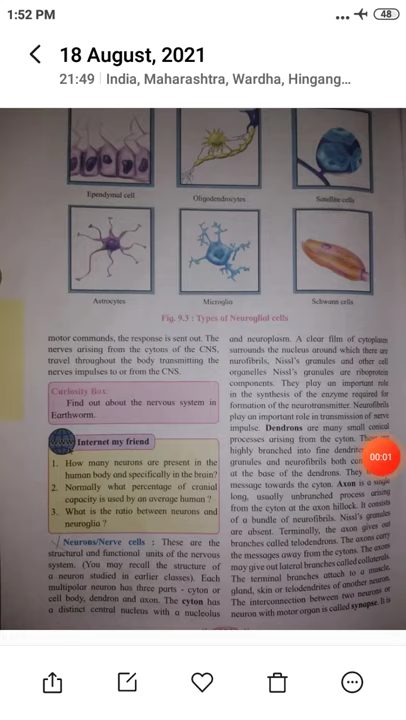 1:52 PM
48
18 August, 2021
21:49 India, Maharashtra, Wardha, Hingang...
Ependymal cell
Oligodendrocytes
Satellite cells
Astrocytes
Microglia
Schwann cells
Fig. 9.3 : Types of Neuroglial cells
motor commands, the response is sent out. The
nerves arising from the cytons of the CNS,
travel throughout the body transmitting the
nerves impulses to or from the CNS.
Curiosity Box:
Find out about the nervous system in
Earthworm.
Internet my friend
1. How many neurons are present in the
human body and specifically in the brain?
2. Normally what percentage of cranial
capacity is used by an average human ?
3. What is the ratio between neurons and
neuroglia ?
Neurons/Nerve cells : These are the
structural and functional units of the nervous
system. (You may recall the structure of
a neuron studied in earlier classes). Each
multipolar neuron has three parts - cyton or
cell body, dendron and axon. The cyton has
a distinct central nucleus with a nucleolus
and neuroplasm. A clear film of cytoplasm
surrounds the nucleus around which there are
nurofibrils, Nissl's granules and other cell
organelles Nissl's granules are riboprotein
components. They play an important role
in the synthesis of the enzyme required for
formation of the neurotransmitter. Neurofibrils
play an important role in transmission of nerve
impulse. Dendrons are many small conical
processes arising from the cyton.
highly branched into fine
granules and neurofibrils both
at the base of the dendrons. They
message towards the cyton. Axon is a single
long, usually unbranched process arising
from the cyton at the axon hillock. It consists
of a bundle of neurofibrils. Nissl's granules
are absent. Terminally, the axon gives out
branches called telodendrons. The axons carry
the messages away from the cytons. The axons
may give out lateral branches called collaterals.
The terminal branches attach to a muscle,
gland, skin or telodendrites of another neuron.
The interconnection between two neurons or
neuron with motor organ is called synapse. It is
00:01